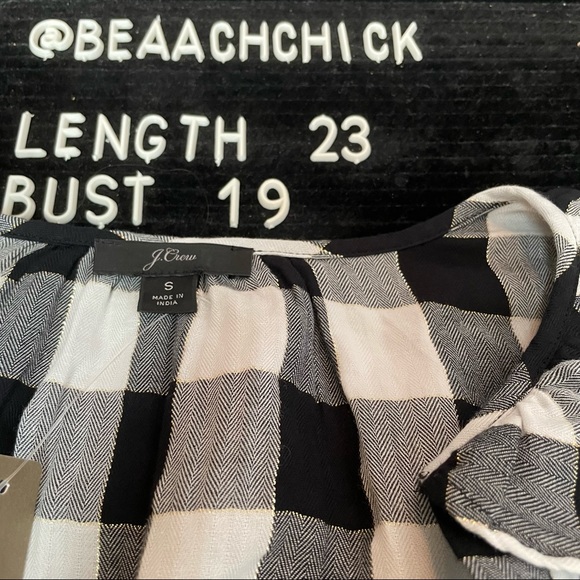 @BEAACHCHICK
LENGTH 23
BUST 19
J.Crew
S
MADE IN
INDIA